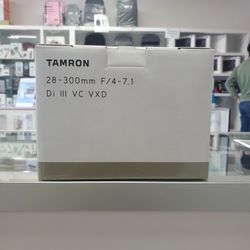 TAMRON
28-300mm F/4-7.1
Di III VC VXD